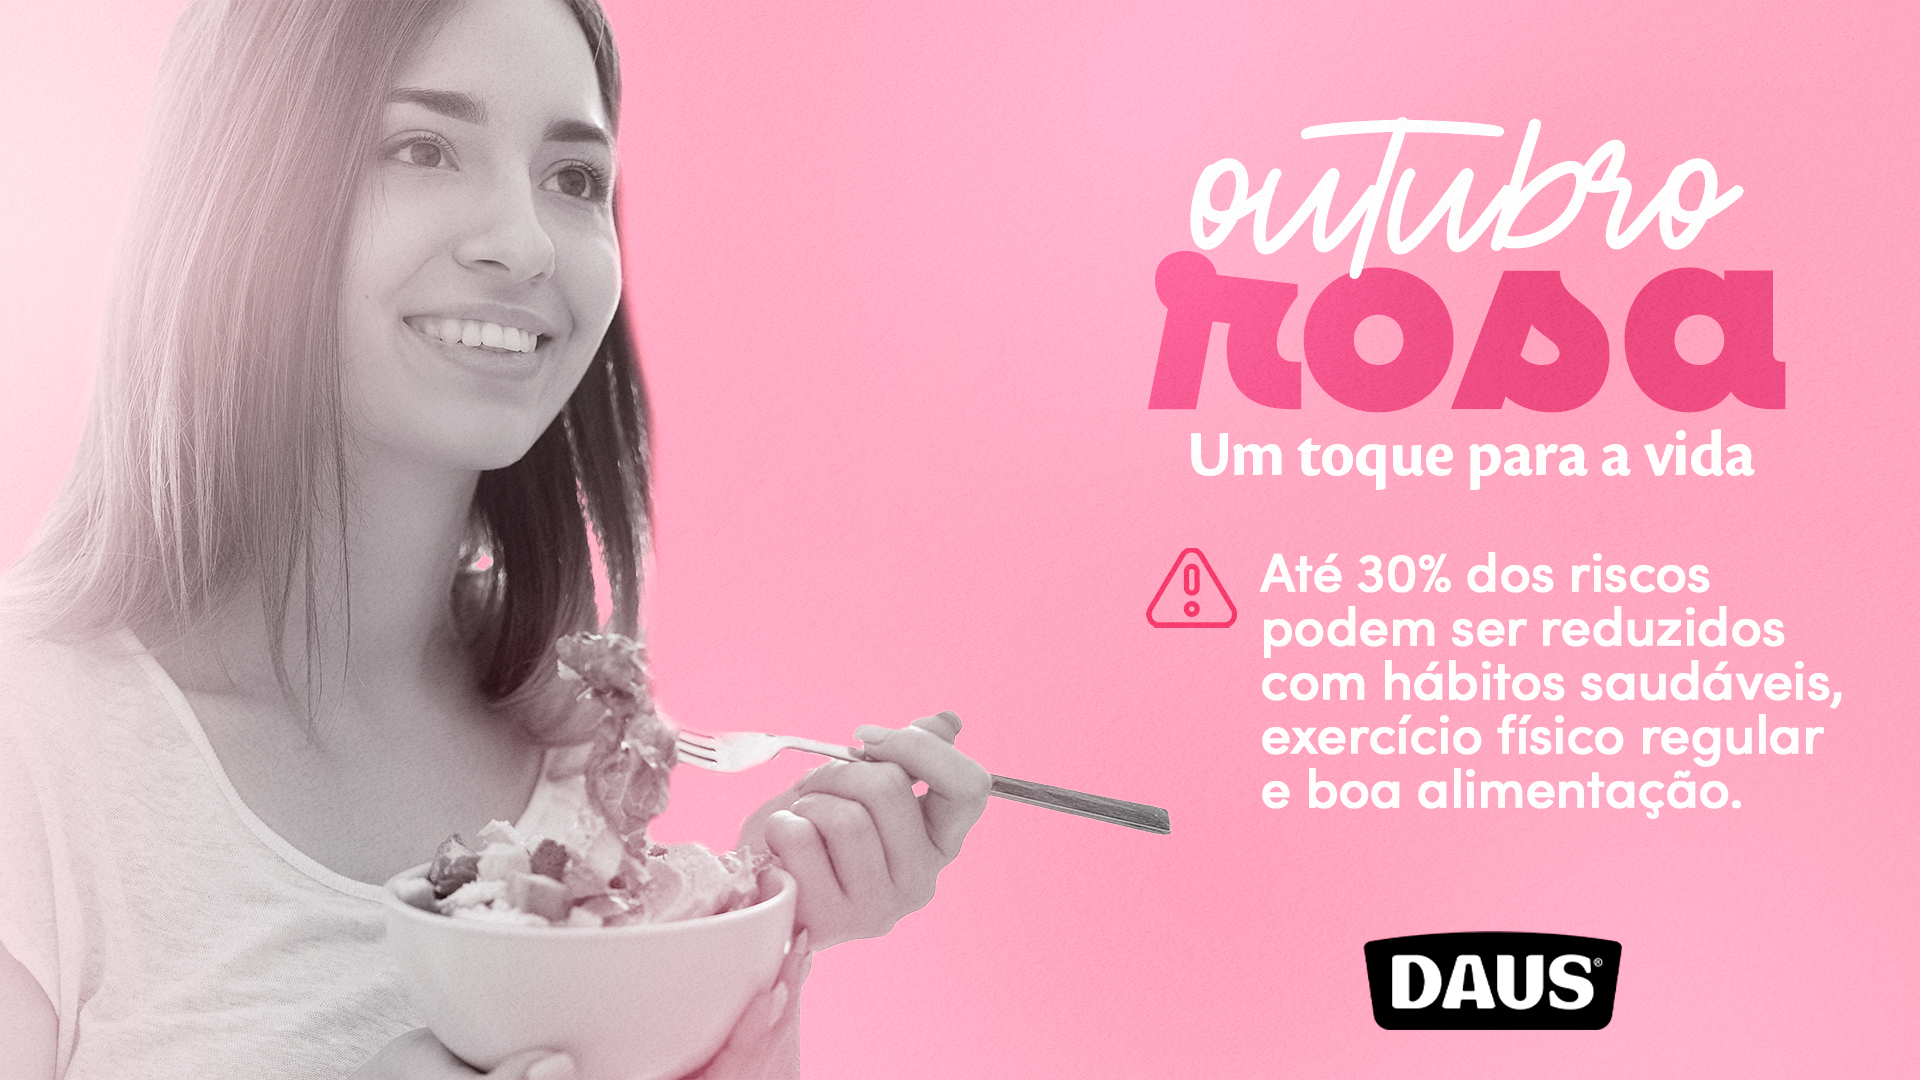 outubro
rosa
Um toque para a vida
Até 30% dos riscos
podem ser reduzidos
com hábitos saudáveis,
exercício físico regular
e boa alimentação.
DAUS®